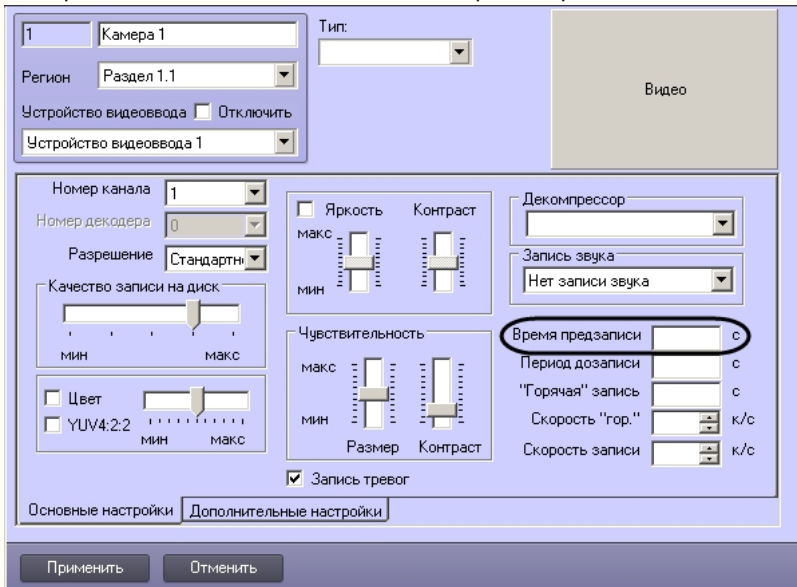 1 Камера 1
Тип:
Регион Раздел 1.1
Устройство видеоввода Отключить
Устройство видеоввода 1
Видео
Номер канала 1
Номер декодера 0
Разрешение Стандартн
Качество записи на диск
мин макс
Цвет
YUV4:2:2
мин макс
Яркость Контраст
макс
мин
Чувствительность
макс
мин
Размер Контраст
Запись тревог
Декомпрессор
Запись звука
Нет записи звука
Время предзаписи с
Период дозаписи с
"Горячая" запись с
Скорость "гор." к/с
Скорость записи к/с
Основные настройки Дополнительные настройки
Применить Отменить